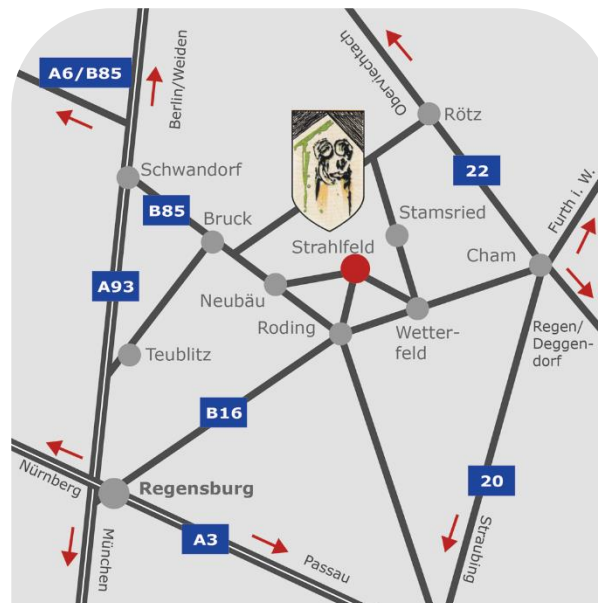 A6/B85
Berlin/Weiden
Oberviechtach
Rötz
Schwandorf
22
Furth i. W.
B85
Bruck
Stamsried
Strahlfeld
Cham
A93
Neubäu
Roding
Wetter-
feld
Regen/
Deggen-
dorf
Teublitz
B16
Nürnberg
Regensburg
20
München
A3
Passau
Straubing